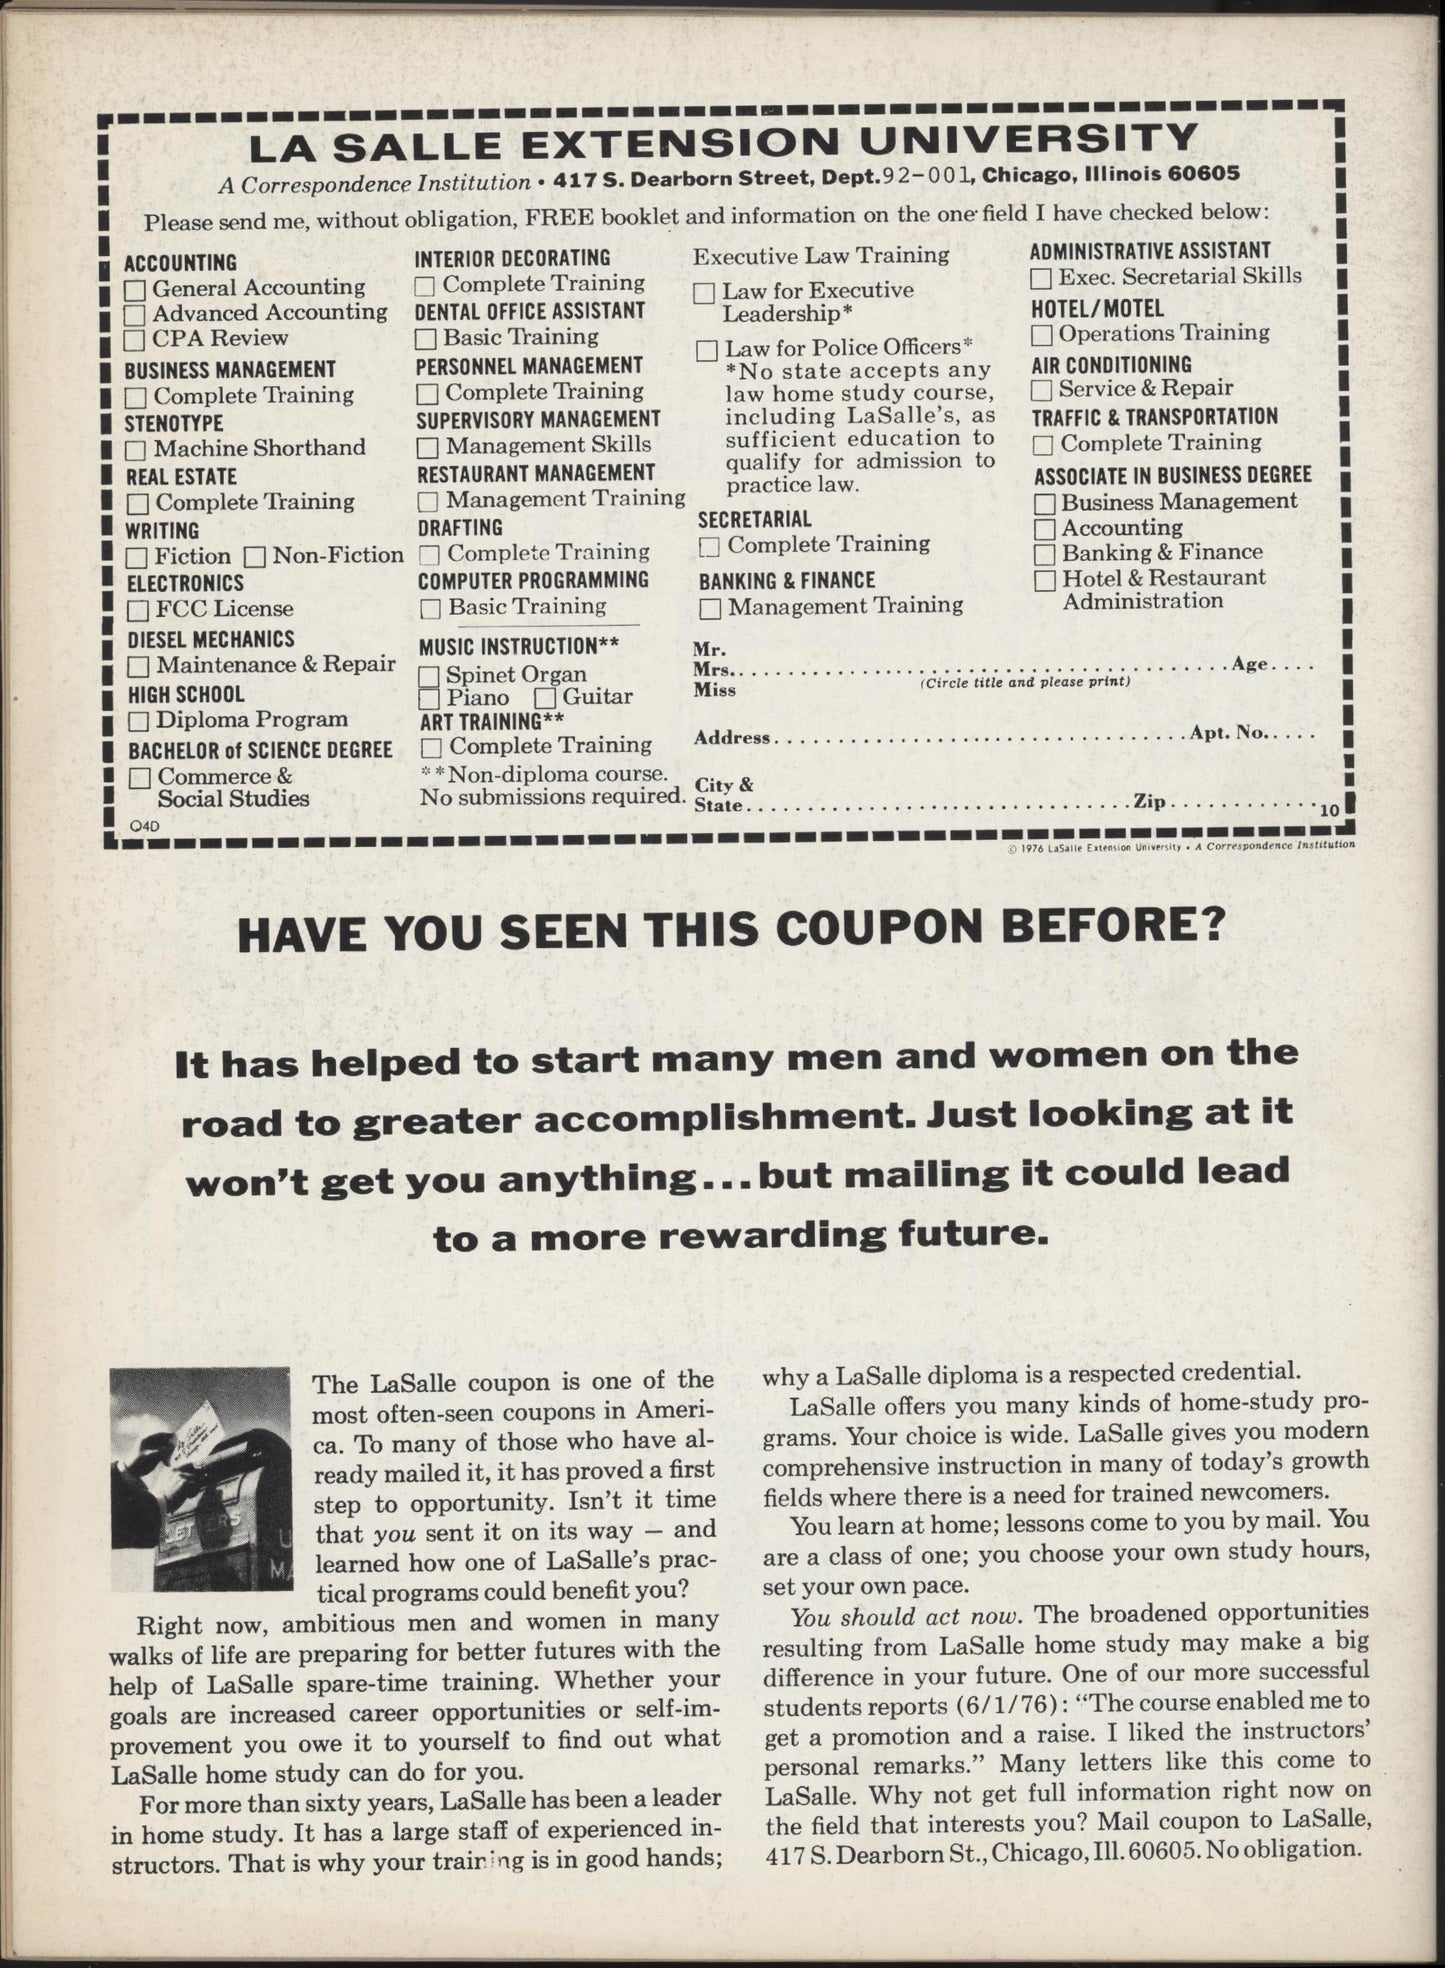 LA SALLE EXTENSION UNIVERSITY
A Correspondence Institution • 417 S. Dearborn Street, Dept.92-001, Chicago, Illinois 60605
Please send me, without obligation, FREE booklet and information on the one field I have checked below:
ACCOUNTING
General Accounting
Advanced Accounting
CPA Review
BUSINESS MANAGEMENT
Complete Training
STENOTYPE
Machine Shorthand
REAL ESTATE
Complete Training
WRITING
Fiction Non-Fiction
ELECTRONICS
FCC License
DIESEL MECHANICS
Maintenance & Repair
HIGH SCHOOL
Diploma Program
BACHELOR of SCIENCE DEGREE
Commerce &
Social Studies
Q4D
INTERIOR DECORATING
Complete Training
DENTAL OFFICE ASSISTANT
Basic Training
PERSONNEL MANAGEMENT
Complete Training
SUPERVISORY MANAGEMENT
Management Skills
RESTAURANT MANAGEMENT
Management Training
DRAFTING
Complete Training
COMPUTER PROGRAMMING
Basic Training
MUSIC INSTRUCTION**
Spinet Organ
Piano Guitar
ART TRAINING**
Complete Training
**Non-diploma course.
No submissions required.
Executive Law Training
Law for Executive
Leadership*
Law for Police Officers*
*No state accepts any
law home study course,
including LaSalle's, as
sufficient education to
qualify for admission to
practice law.
SECRETARIAL
Complete Training
BANKING & FINANCE
Management Training
ADMINISTRATIVE ASSISTANT
Exec. Secretarial Skills
HOTEL/MOTEL
Operations Training
AIR CONDITIONING
Service & Repair
TRAFFIC & TRANSPORTATION
Complete Training
ASSOCIATE IN BUSINESS DEGREE
Business Management
Accounting
Banking & Finance
Hotel & Restaurant
Administration
Mr.
Mrs. Age
Miss (Circle title and please print)
Address Apt. No.
City &
State Zip 10
© 1976 LaSalle Extension University • A Correspondence Institution
HAVE YOU SEEN THIS COUPON BEFORE?
It has helped to start many men and women on the
road to greater accomplishment. Just looking at it
won't get you anything...but mailing it could lead
to a more rewarding future.
LETTERS
The LaSalle coupon is one of the
most often-seen coupons in Ameri-
ca. To many of those who have al-
ready mailed it, it has proved a first
step to opportunity. Isn't it time
that you sent it on its way — and
learned how one of LaSalle's prac-
tical programs could benefit you?
Right now, ambitious men and women in many
walks of life are preparing for better futures with the
help of LaSalle spare-time training. Whether your
goals are increased career opportunities or self-im-
provement you owe it to yourself to find out what
LaSalle home study can do for you.
For more than sixty years, LaSalle has been a leader
in home study. It has a large staff of experienced in-
structors. That is why your training is in good hands;
why a LaSalle diploma is a respected credential.
LaSalle offers you many kinds of home-study pro-
grams. Your choice is wide. LaSalle gives you modern
comprehensive instruction in many of today's growth
fields where there is a need for trained newcomers.
You learn at home; lessons come to you by mail. You
are a class of one; you choose your own study hours,
set your own pace.
You should act now. The broadened opportunities
resulting from LaSalle home study may make a big
difference in your future. One of our more successful
students reports (6/1/76): "The course enabled me to
get a promotion and a raise. I liked the instructors'
personal remarks." Many letters like this come to
LaSalle. Why not get full information right now on
the field that interests you? Mail coupon to LaSalle,
417 S. Dearborn St., Chicago, Ill. 60605. No obligation.